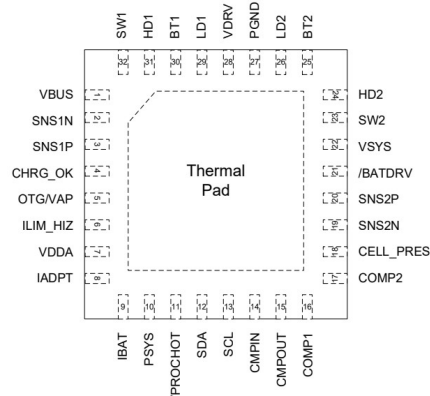 SW1
HD1
BT1
LD1
VDRV
PGND
LD2
BT2
32
31
30
29
28
27
26
25
VBUS 1
SNS1N 2
SNS1P 3
CHRG_OK 4
OTG/VAP 5
ILIM_HIZ 6
VDDA 7
IADPT 8
Thermal
Pad
24 HD2
23 SW2
22 VSYS
21 /BATDRV
20 SNS2P
19 SNS2N
18 CELL_PRES
17 COMP2
9
10
11
12
13
14
15
16
IBAT
PSYS
/PROCHOT
SDA
SCL
CMPIN
CMPOUT
COMP1